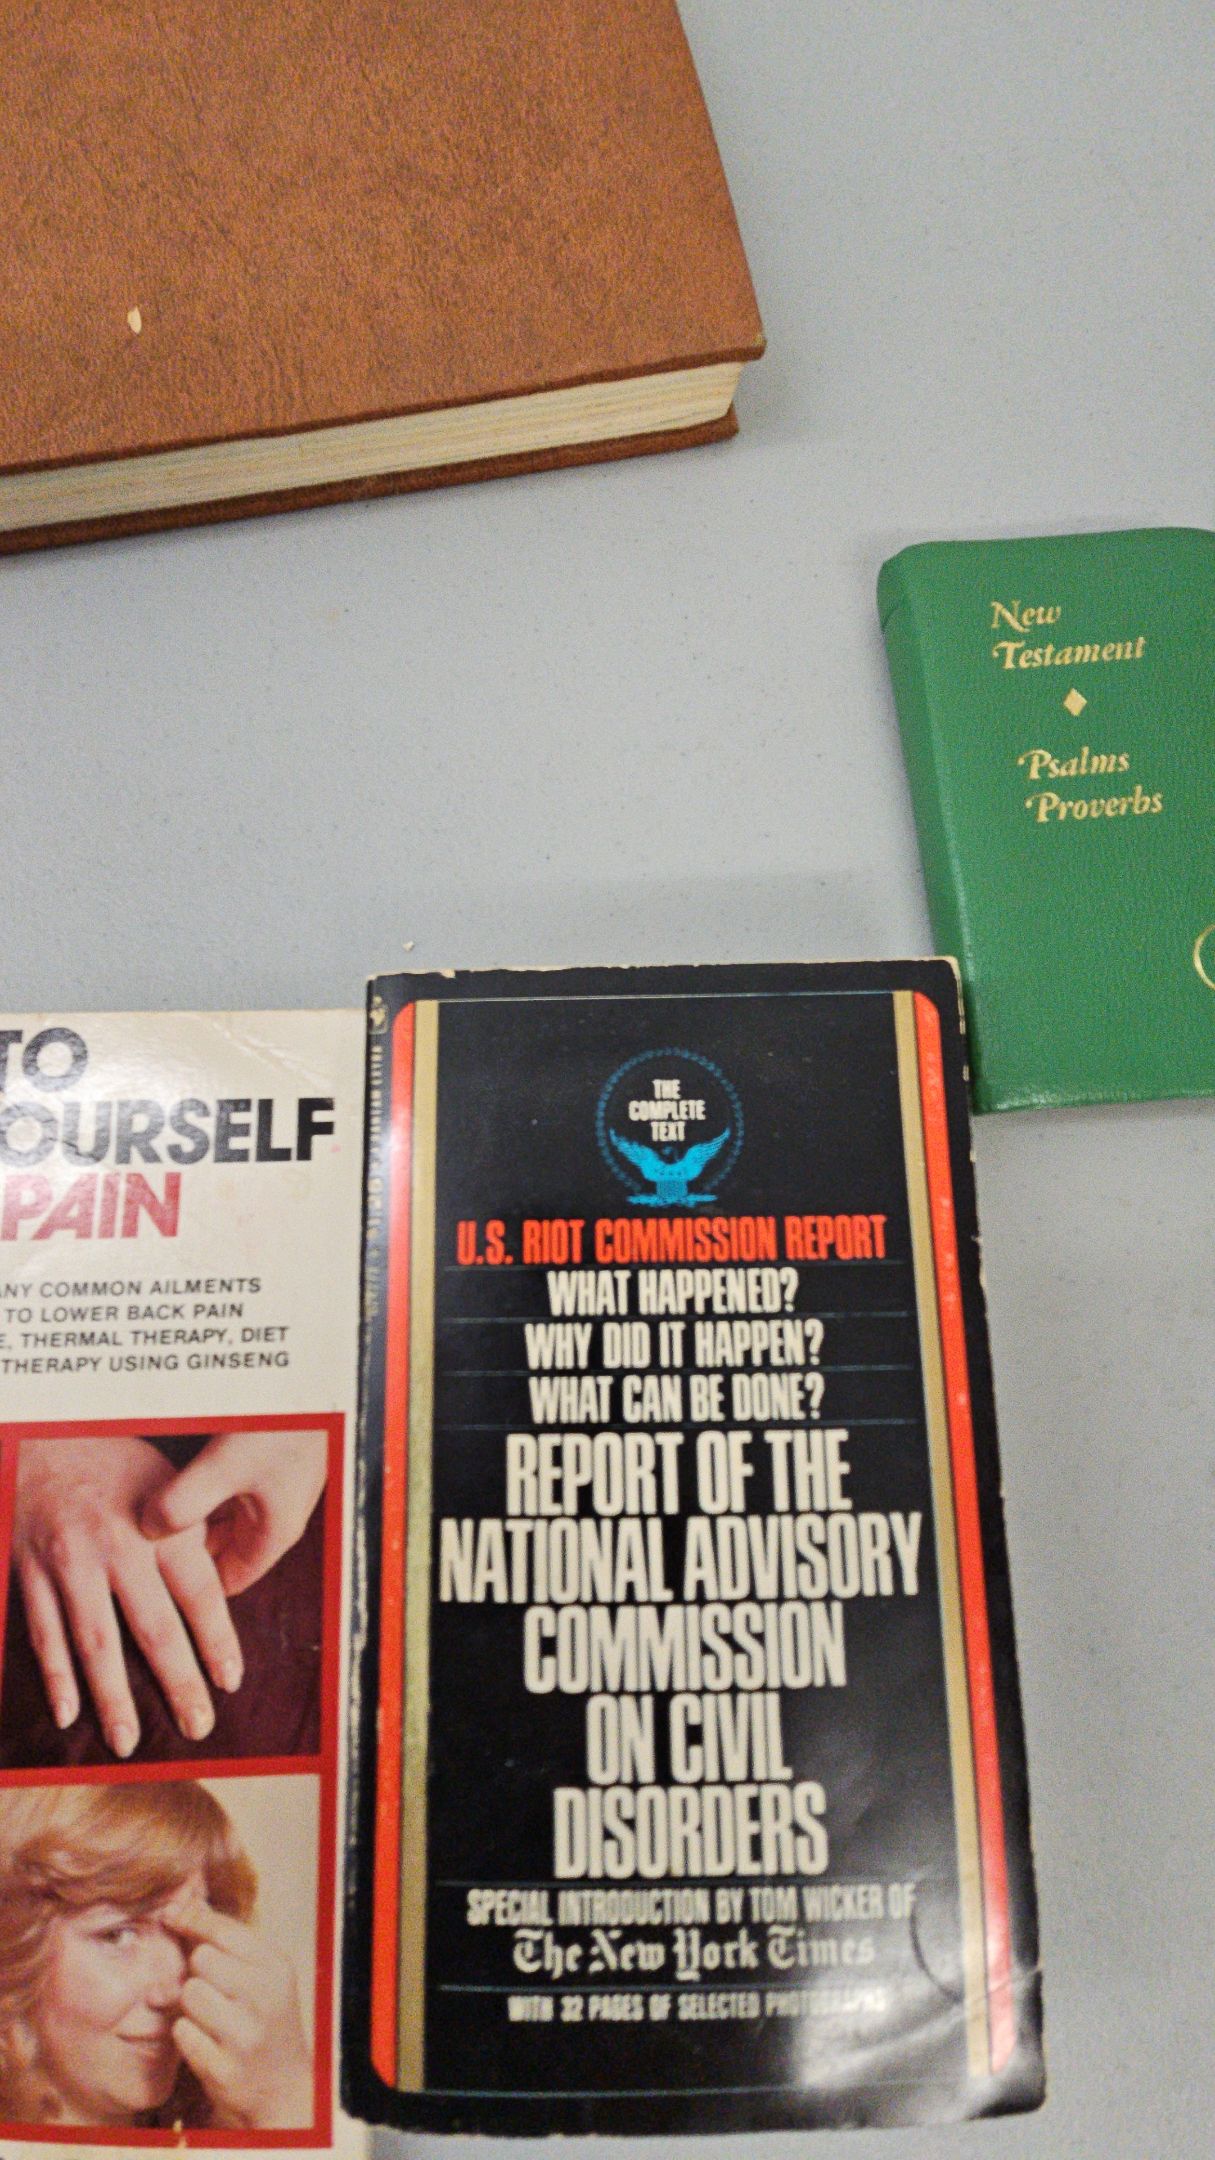 New
Testament
Psalms
Proverbs
TO
OURSELF
PAIN
ANY COMMON AILMENTS
TO LOWER BACK PAIN
E, THERMAL THERAPY, DIET
THERAPY USING GINSENG
THE
COMPLETE
TEXT
U.S. RIOT COMMISSION REPORT
WHAT HAPPENED?
WHY DID IT HAPPEN?
WHAT CAN BE DONE?
REPORT OF THE
NATIONAL ADVISORY
COMMISSION
ON CIVIL
DISORDERS
SPECIAL INTRODUCTION BY TOM WICKER OF
The New York Times
WITH 32 PAGES OF SELECTED PHOTOGRAPHS